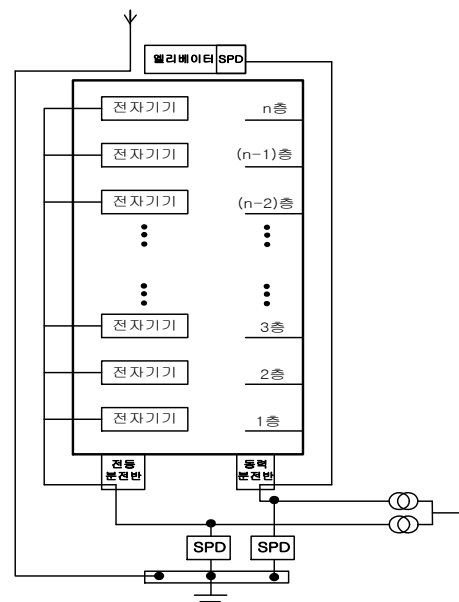 엘리베이터 SPD
전자기기 n층
전자기기 (n-1)층
전자기기 (n-2)층
전자기기 3층
전자기기 2층
전자기기 1층
전등 동력
분전반 분전반
SPD SPD